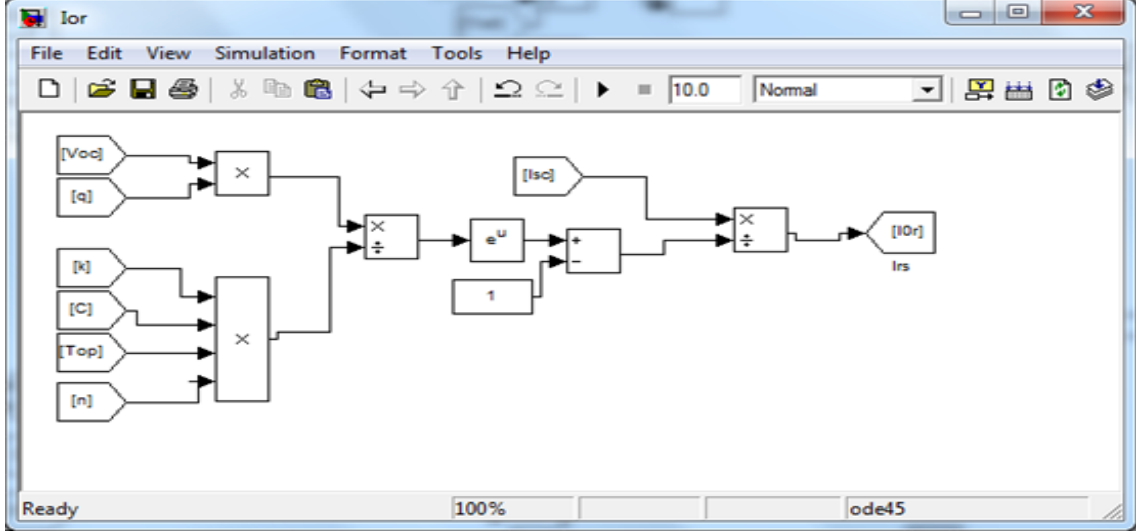 Ior
File Edit View Simulation Format Tools Help
10.0 Normal
[Voc]
[q]
×
[k]
[C]
[Top]
[n]
×
×
÷
e^u
1
+
−
[Isc]
×
÷
[I0r]
Irs
Ready 100% ode45